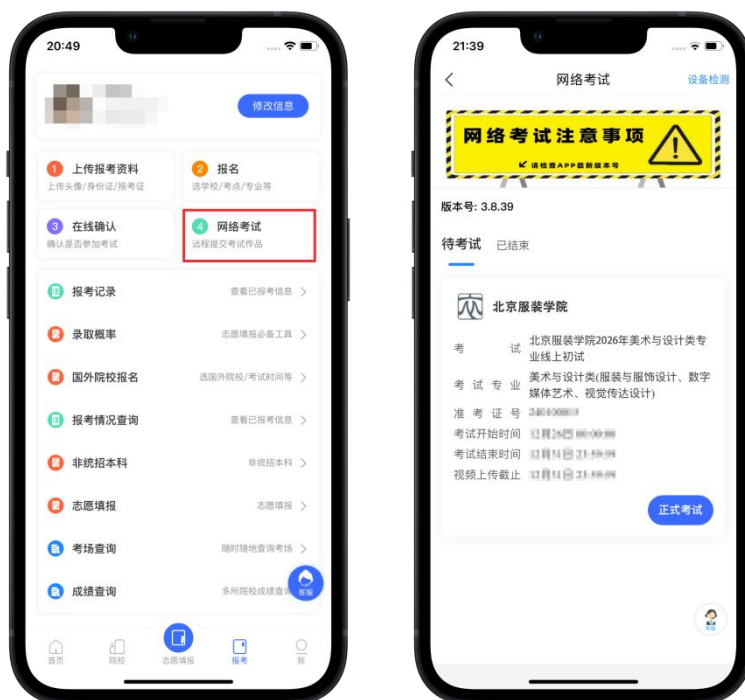 20:49
修改信息
1 上传报考资料
上传头像/身份证/报考证
2 报名
选学校/考点/专业等
3 在线确认
确认是否参加考试
4 网络考试
远程提交考试作品
报考记录 查看已报考信息
录取概率 志愿填报必备工具
国外院校报名 选国外院校/考试时间等
报考情况查询 查看已报考信息
非统招本科 非统招本科
志愿填报 志愿填报
考场查询 随时随地查询考场
成绩查询 多所院校成绩查询
客服
首页 院校 志愿填报 报考 我
21:39
网络考试 设备检测
网络考试注意事项
请检查APP最新版本号
版本号: 3.8.39
待考试 已结束
北京服装学院
考试 北京服装学院2026年美术与设计类专
业线上初试
考试专业 美术与设计类(服装与服饰设计、数字
媒体艺术、视觉传达设计)
准考证号
考试开始时间
考试结束时间
视频上传截止
正式考试